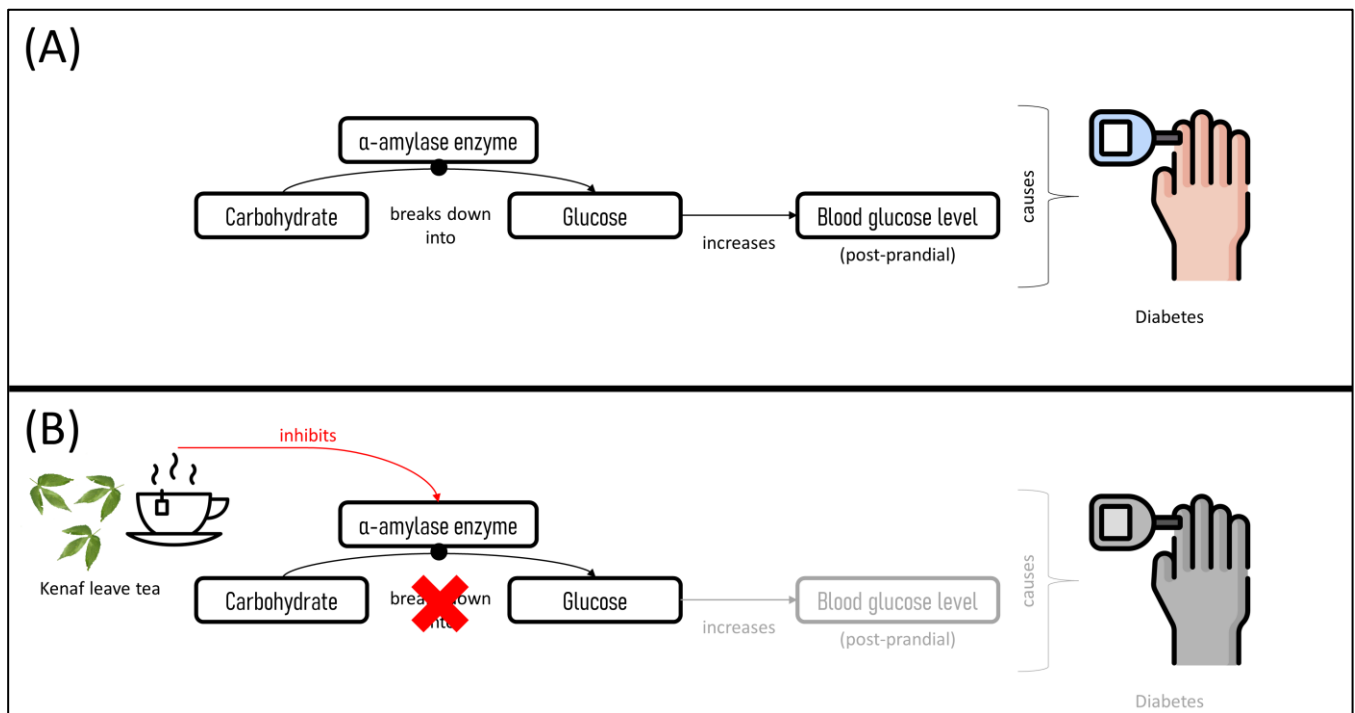 (A)
α-amylase enzyme
Carbohydrate
breaks down
into
Glucose
increases
Blood glucose level
(post-prandial)
causes
Diabetes
(B)
inhibits
Kenaf leave tea
α-amylase enzyme
Carbohydrate
down
Glucose
increases
Blood glucose level
(post-prandial)
causes
Diabetes